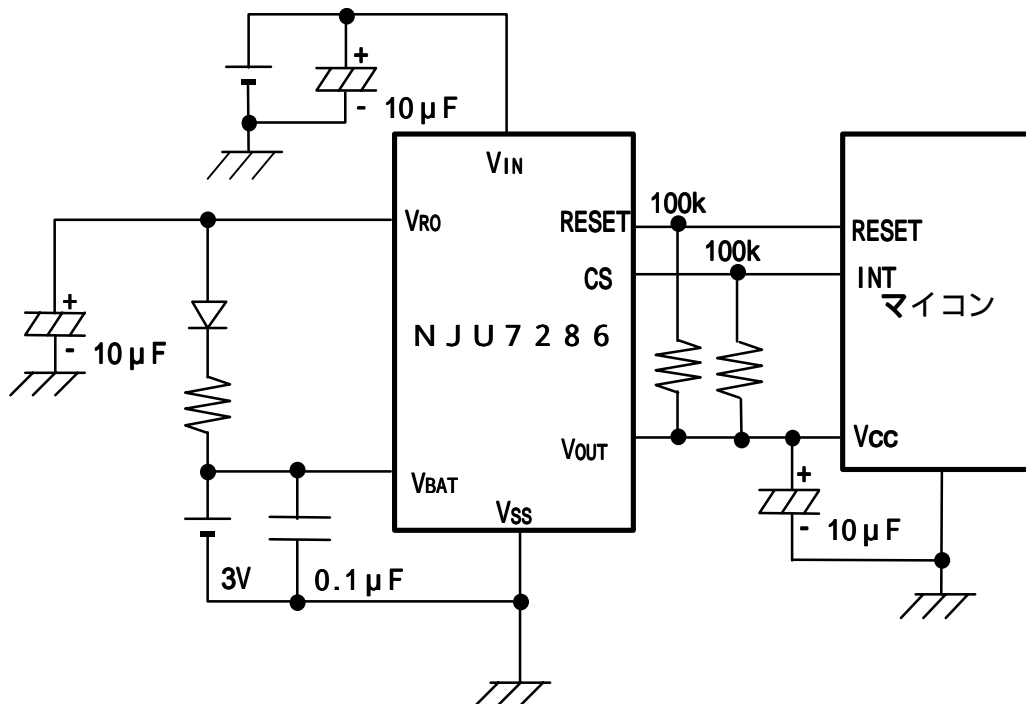 +
- 10μF
VIN
VRO
RESET
100k
RESET
CS
100k
INT
マイコン
+
- 10μF
NJU7286
VOUT
VCC
VBAT
VSS
+
- 10μF
3V
0.1μF